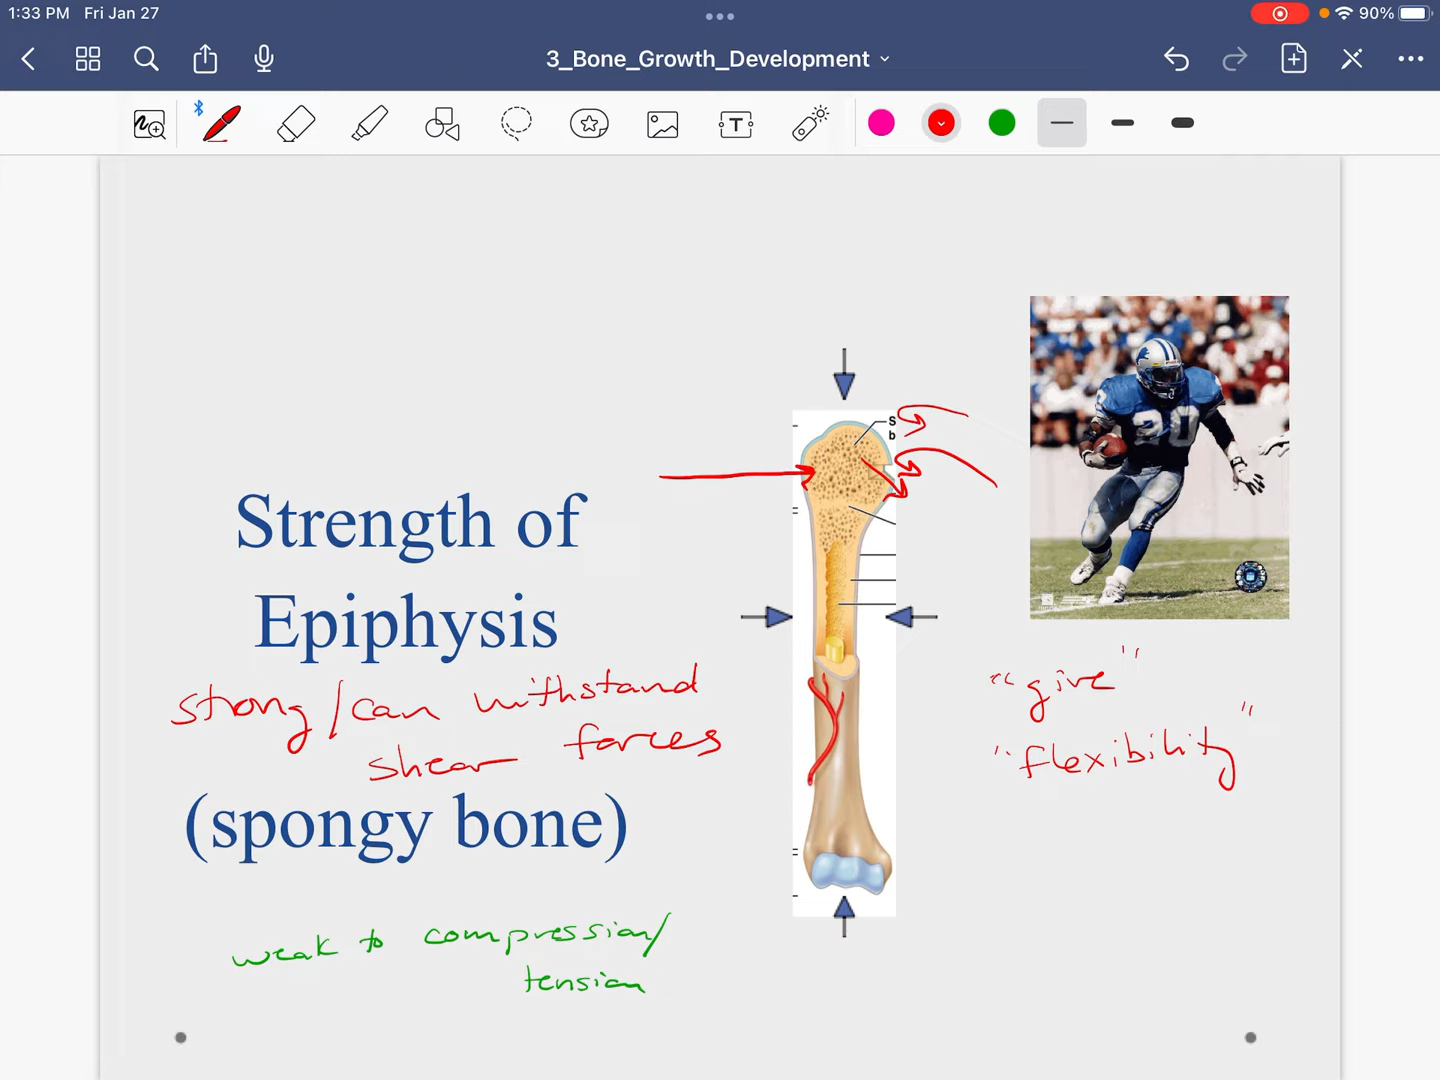 1:33 PM Fri Jan 27
90%
3_Bone_Growth_Development
T
S
b
20
Strength of
Epiphysis
strong/can withstand
shear forces
(spongy bone)
weak to compression/
tension
"give"
"flexibility"